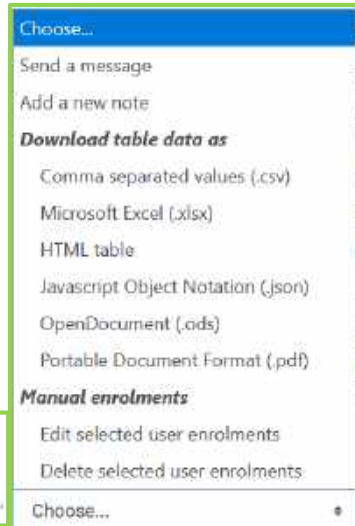 Choose...
Send a message
Add a new note
Download table data as
Comma separated values (.csv)
Microsoft Excel (.xlsx)
HTML table
Javascript Object Notation (.json)
OpenDocument (.ods)
Portable Document Format (.pdf)
Manual enrolments
Edit selected user enrolments
Delete selected user enrolments
Choose...